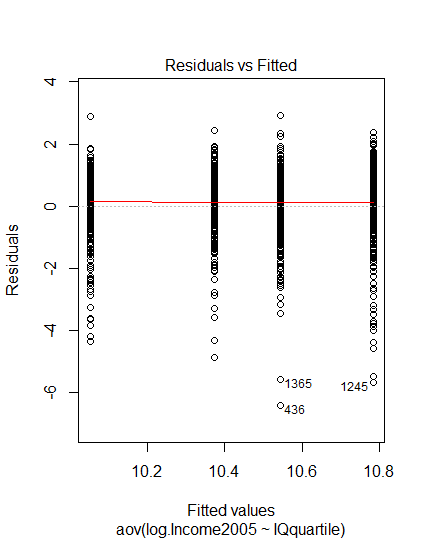 Residuals vs Fitted
4
2
0
-2
-4
-6
Residuals
1365
1245
436
10.2 10.4 10.6 10.8
Fitted values
aov(log.Income2005 ~ IQquartile)